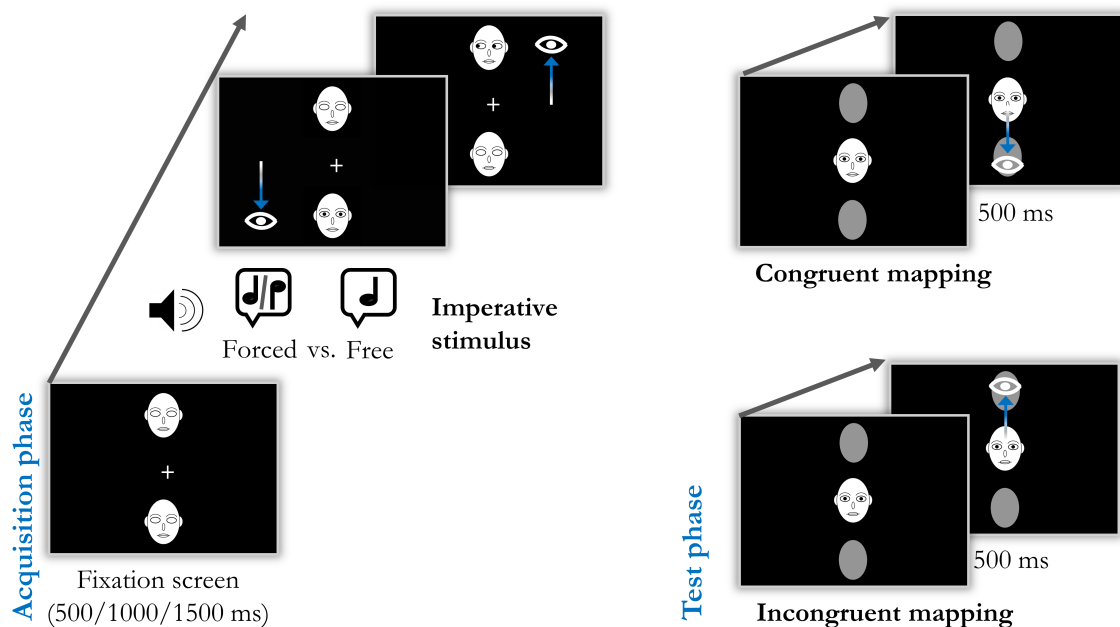 Acquisition phase
Fixation screen
(500/1000/1500 ms)
Forced vs. Free
Imperative
stimulus
Test phase
500 ms
Congruent mapping
500 ms
Incongruent mapping